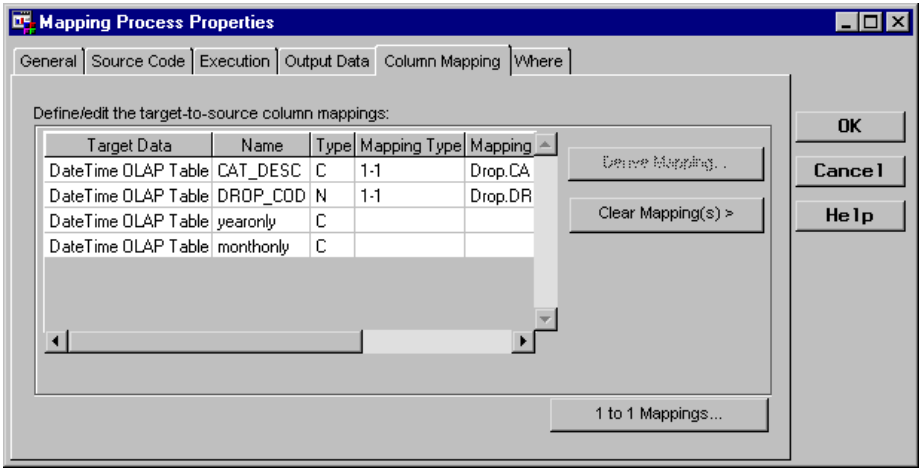 Mapping Process Properties
General Source Code Execution Output Data Column Mapping Where
Define/edit the target-to-source column mappings:
Target Data Name Type Mapping Type Mapping
DateTime OLAP Table CAT_DESC C 1-1 Drop.CA
DateTime OLAP Table DROP_COD N 1-1 Drop.DR
DateTime OLAP Table yearonly C
DateTime OLAP Table monthonly C
Derive Mapping...
Clear Mapping(s) >
1 to 1 Mappings...
OK
Cancel
Help